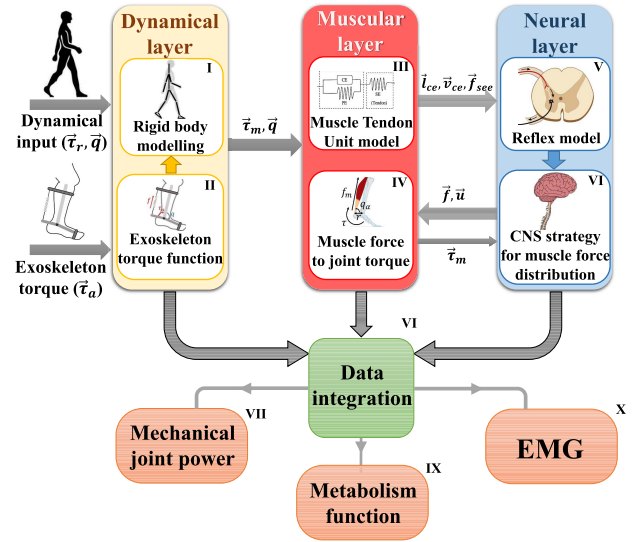 Dynamical
layer
I
Rigid body
modelling
II
Exoskeleton
torque function
Dynamical
input (τ⃗r, q⃗)
Exoskeleton
torque (τ⃗a)
τ⃗m, q⃗
Muscular
layer
III
CE
PE
SE
(Tendon)
Muscle Tendon
Unit model
IV
fm
qa
τ
r⃗
Muscle force
to joint torque
l⃗ce, v⃗ce, f⃗see
f⃗, u⃗
τ⃗m
Neural
layer
V
Reflex model
VI
CNS strategy
for muscle force
distribution
VI
Data
integration
VII
Mechanical
joint power
IX
Metabolism
function
X
EMG